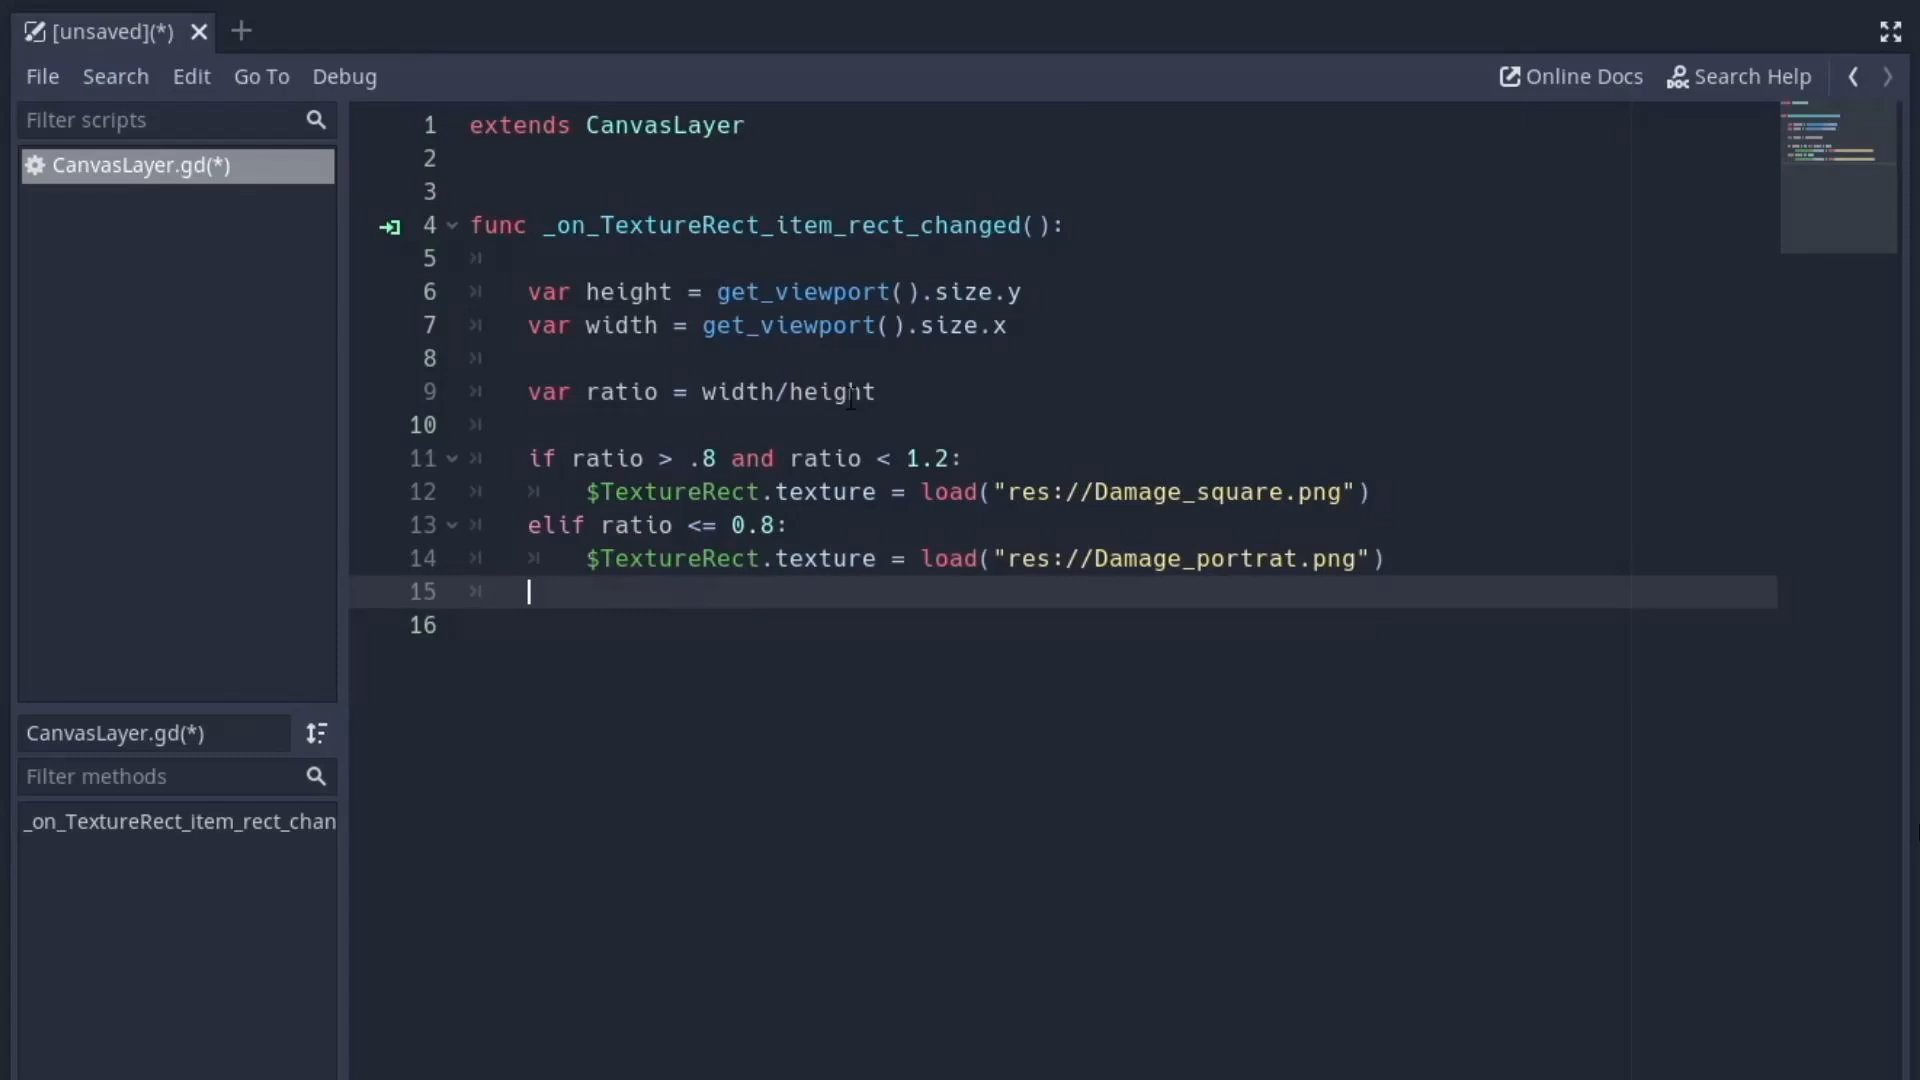 [unsaved](*)
File Search Edit Go To Debug Online Docs Search Help
Filter scripts
CanvasLayer.gd(*)
1 extends CanvasLayer
2
3
4 func _on_TextureRect_item_rect_changed():
5
6 var height = get_viewport().size.y
7 var width = get_viewport().size.x
8
9 var ratio = width/height
10
11 if ratio > .8 and ratio < 1.2:
12 $TextureRect.texture = load("res://Damage_square.png")
13 elif ratio <= 0.8:
14 $TextureRect.texture = load("res://Damage_portrat.png")
15
16
CanvasLayer.gd(*)
Filter methods
_on_TextureRect_item_rect_chan